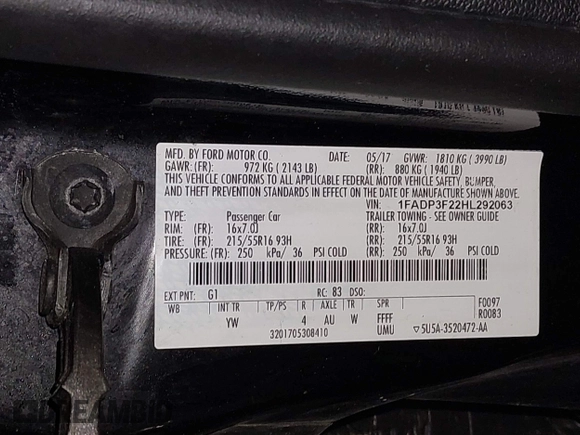 MFD. BY FORD MOTOR CO. DATE: 05/17 GVWR: 1810 KG ( 3990 LB)
GAWR: (FR): 972 KG ( 2143 LB) (RR): 880 KG ( 1940 LB)
THIS VEHICLE CONFORMS TO ALL APPLICABLE FEDERAL MOTOR VEHICLE SAFETY, BUMPER,
AND THEFT PREVENTION STANDARDS IN EFFECT ON THE DATE OF MANUFACTURE SHOWN ABOVE.
VIN: 1FADP3F22HL292063
TYPE: Passenger Car TRAILER TOWING - SEE OWNER GUIDE
RIM: (FR) 16x7.0J (RR): 16x7.0J
TIRE: (FR): 215/55R16 93H (RR): 215/55R16 93H
PRESSURE: (FR): 250 kPa/ 36 PSI COLD (RR): 250 kPa/ 36 PSI COLD
EXT PNT: G1 RC: 83 DSO:
WB INT TR TP/PS R AXLE TR SPR F0097
YW 4 AU W FFFF R0083
3201705308410 UMU 5U5A-3520472-AA